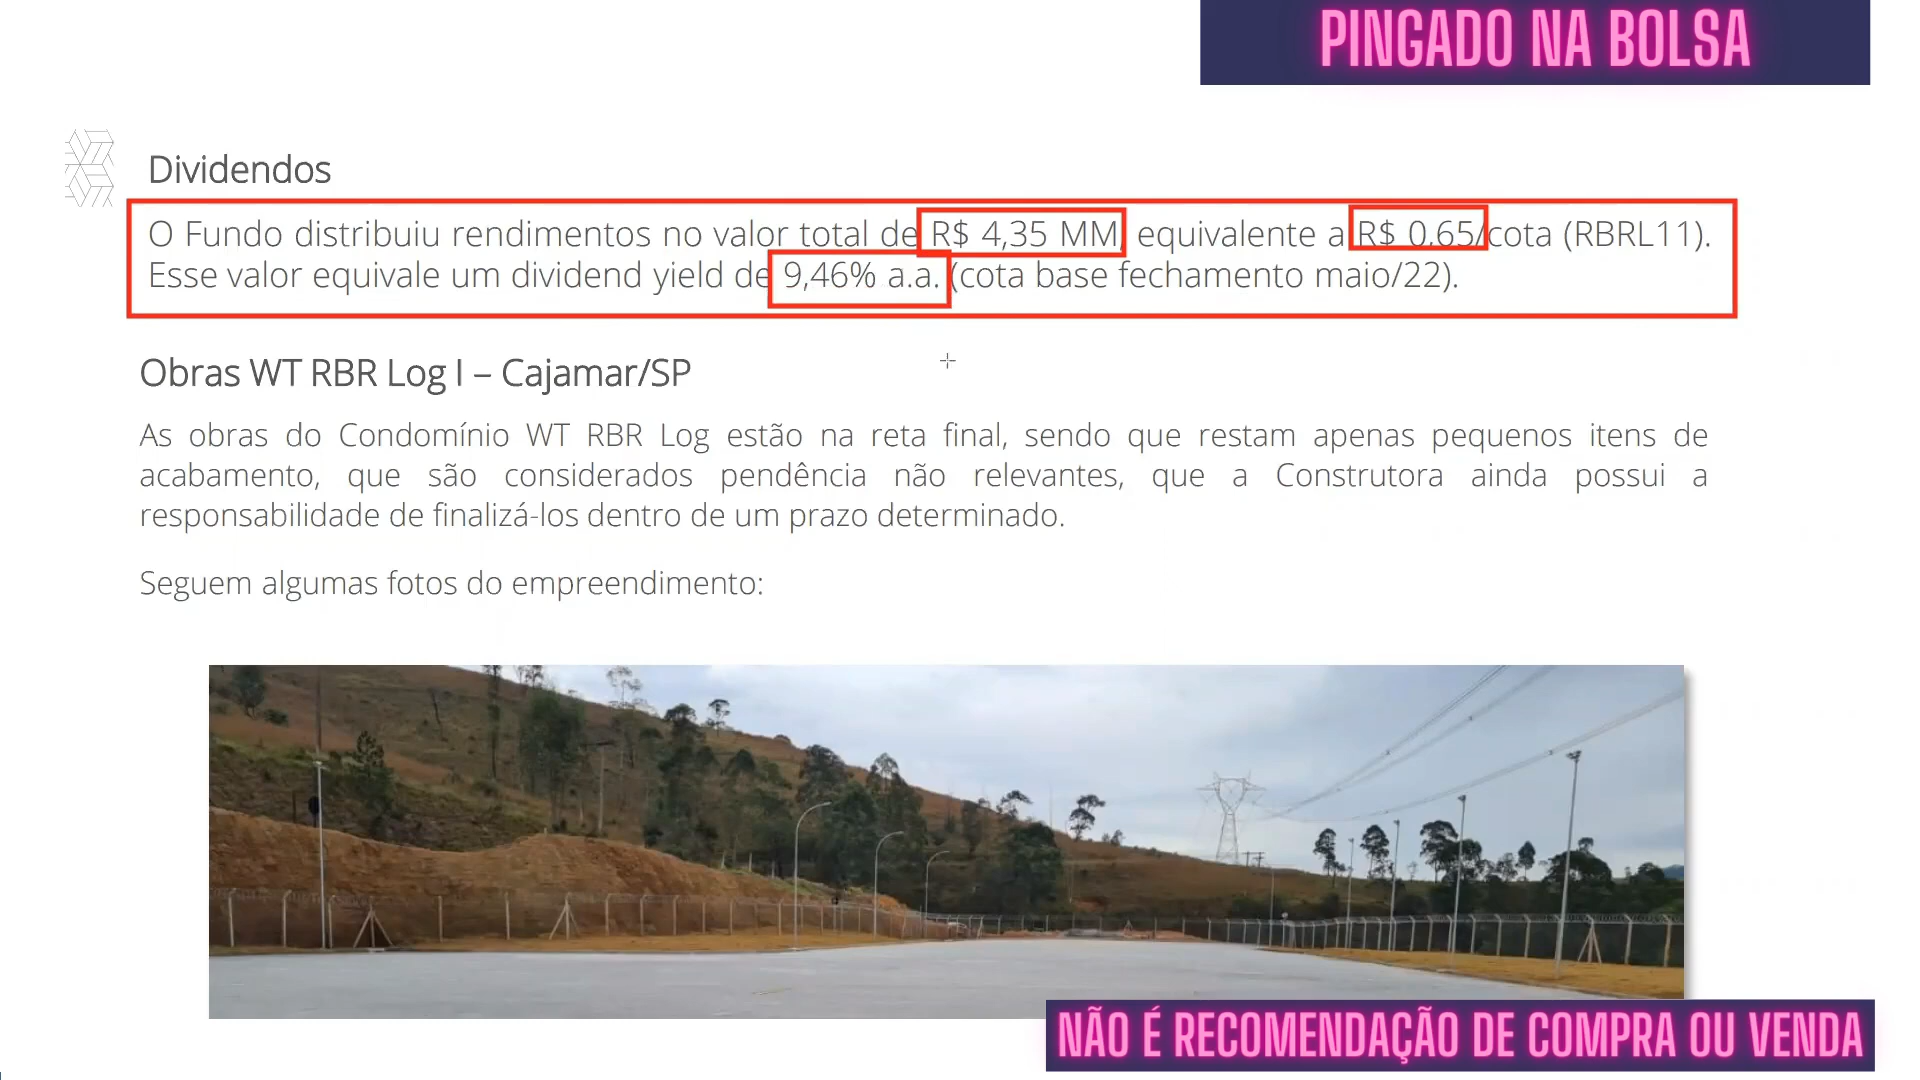 PINGADO NA BOLSA
Dividendos
O Fundo distribuiu rendimentos no valor total de R$ 4,35 MM, equivalente a R$ 0,65/cota (RBRL11).
Esse valor equivale um dividend yield de 9,46% a.a. (cota base fechamento maio/22).
Obras WT RBR Log I – Cajamar/SP
As obras do Condomínio WT RBR Log estão na reta final, sendo que restam apenas pequenos itens de
acabamento, que são considerados pendência não relevantes, que a Construtora ainda possui a
responsabilidade de finalizá-los dentro de um prazo determinado.
Seguem algumas fotos do empreendimento:
NÃO É RECOMENDAÇÃO DE COMPRA OU VENDA